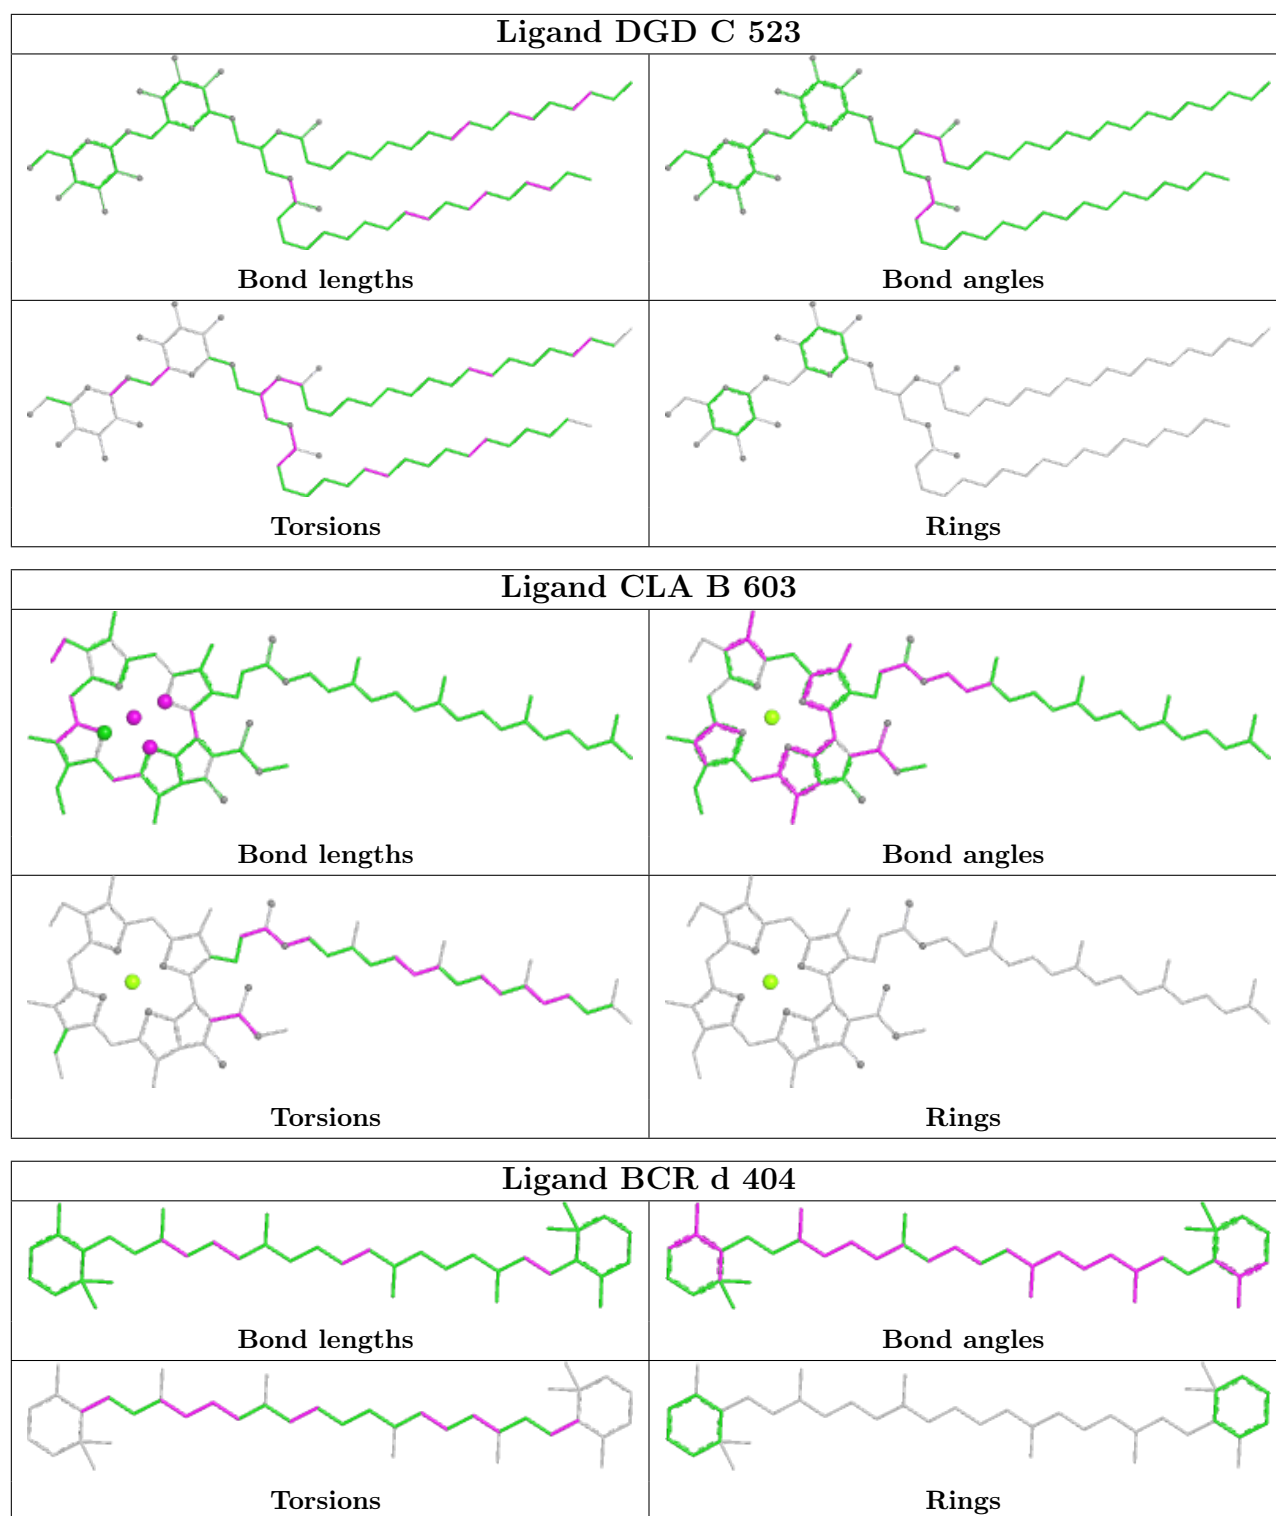 Ligand DGD C 523
Bond lengths
Bond angles
Torsions
Rings
Ligand CLA B 603
Bond lengths
Bond angles
Torsions
Rings
Ligand BCR d 404
Bond lengths
Bond angles
Torsions
Rings